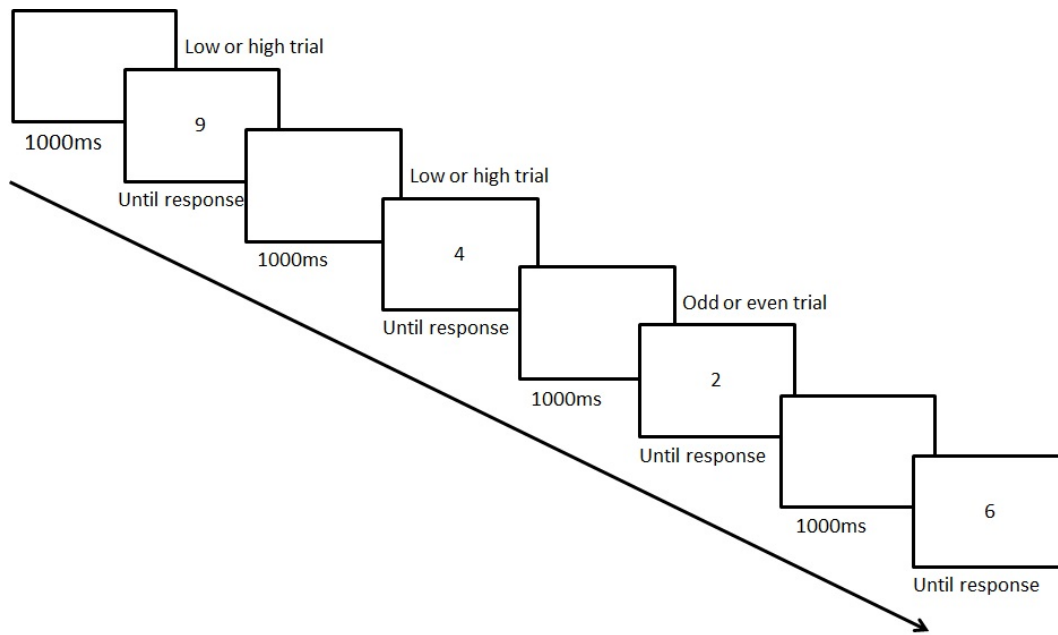 Low or high trial
9
1000ms
Until response
Low or high trial
4
1000ms
Until response
Odd or even trial
2
1000ms
Until response
6
1000ms
Until response